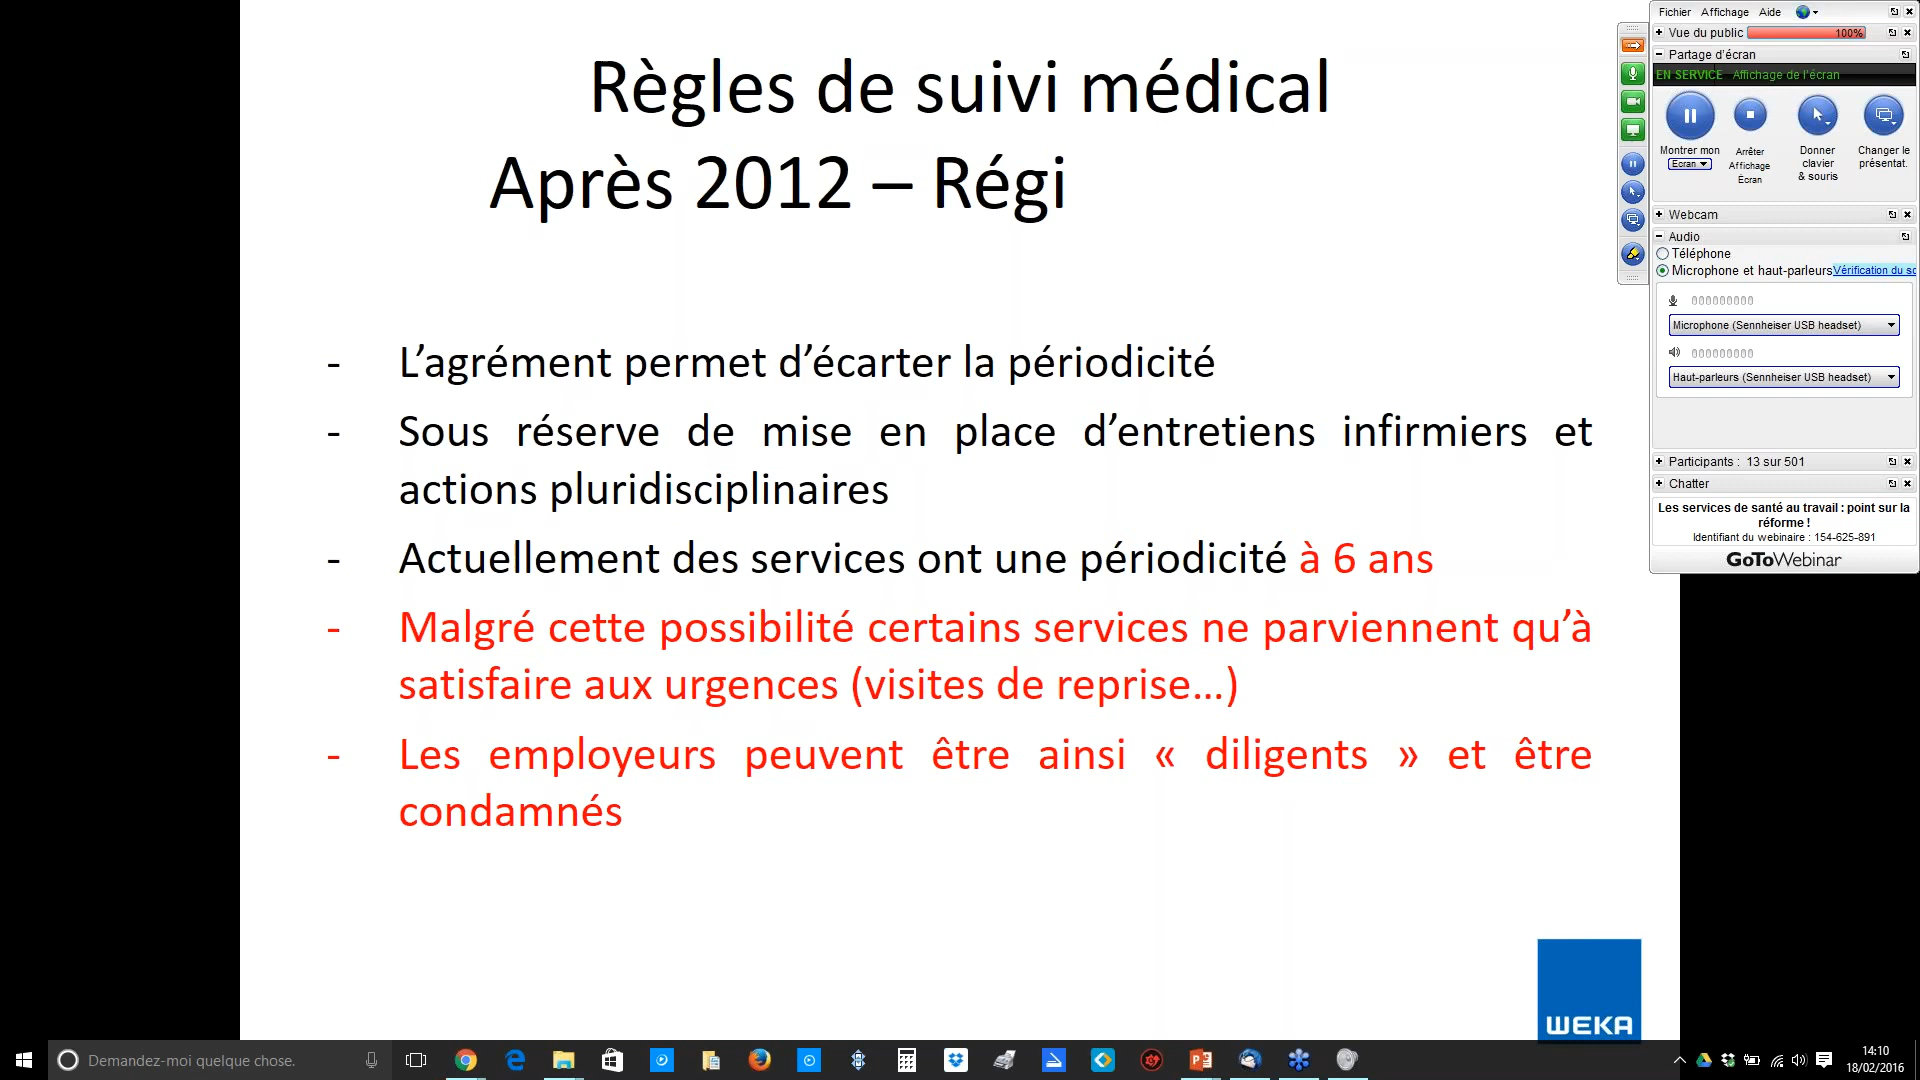 Règles de suivi médical
Après 2012 – Régi
- L’agrément permet d’écarter la périodicité
- Sous réserve de mise en place d’entretiens infirmiers et
actions pluridisciplinaires
- Actuellement des services ont une périodicité à 6 ans
- Malgré cette possibilité certains services ne parviennent qu’à
satisfaire aux urgences (visites de reprise…)
- Les employeurs peuvent être ainsi « diligents » et être
condamnés
WEKA
Fichier Affichage Aide
Vue du public 100%
Partage d'écran
EN SERVICE Affichage de l'écran
Montrer mon
Ecran
Arrêter
Affichage
Écran
Donner
clavier
& souris
Changer le
présentat.
Webcam
Audio
Téléphone
Microphone et haut-parleurs Vérification du so
000000000
Microphone (Sennheiser USB headset)
000000000
Haut-parleurs (Sennheiser USB headset)
Participants : 13 sur 501
Chatter
Les services de santé au travail : point sur la
réforme !
Identifiant du webinaire : 154-625-891
GoToWebinar
Demandez-moi quelque chose.
14:10
18/02/2016